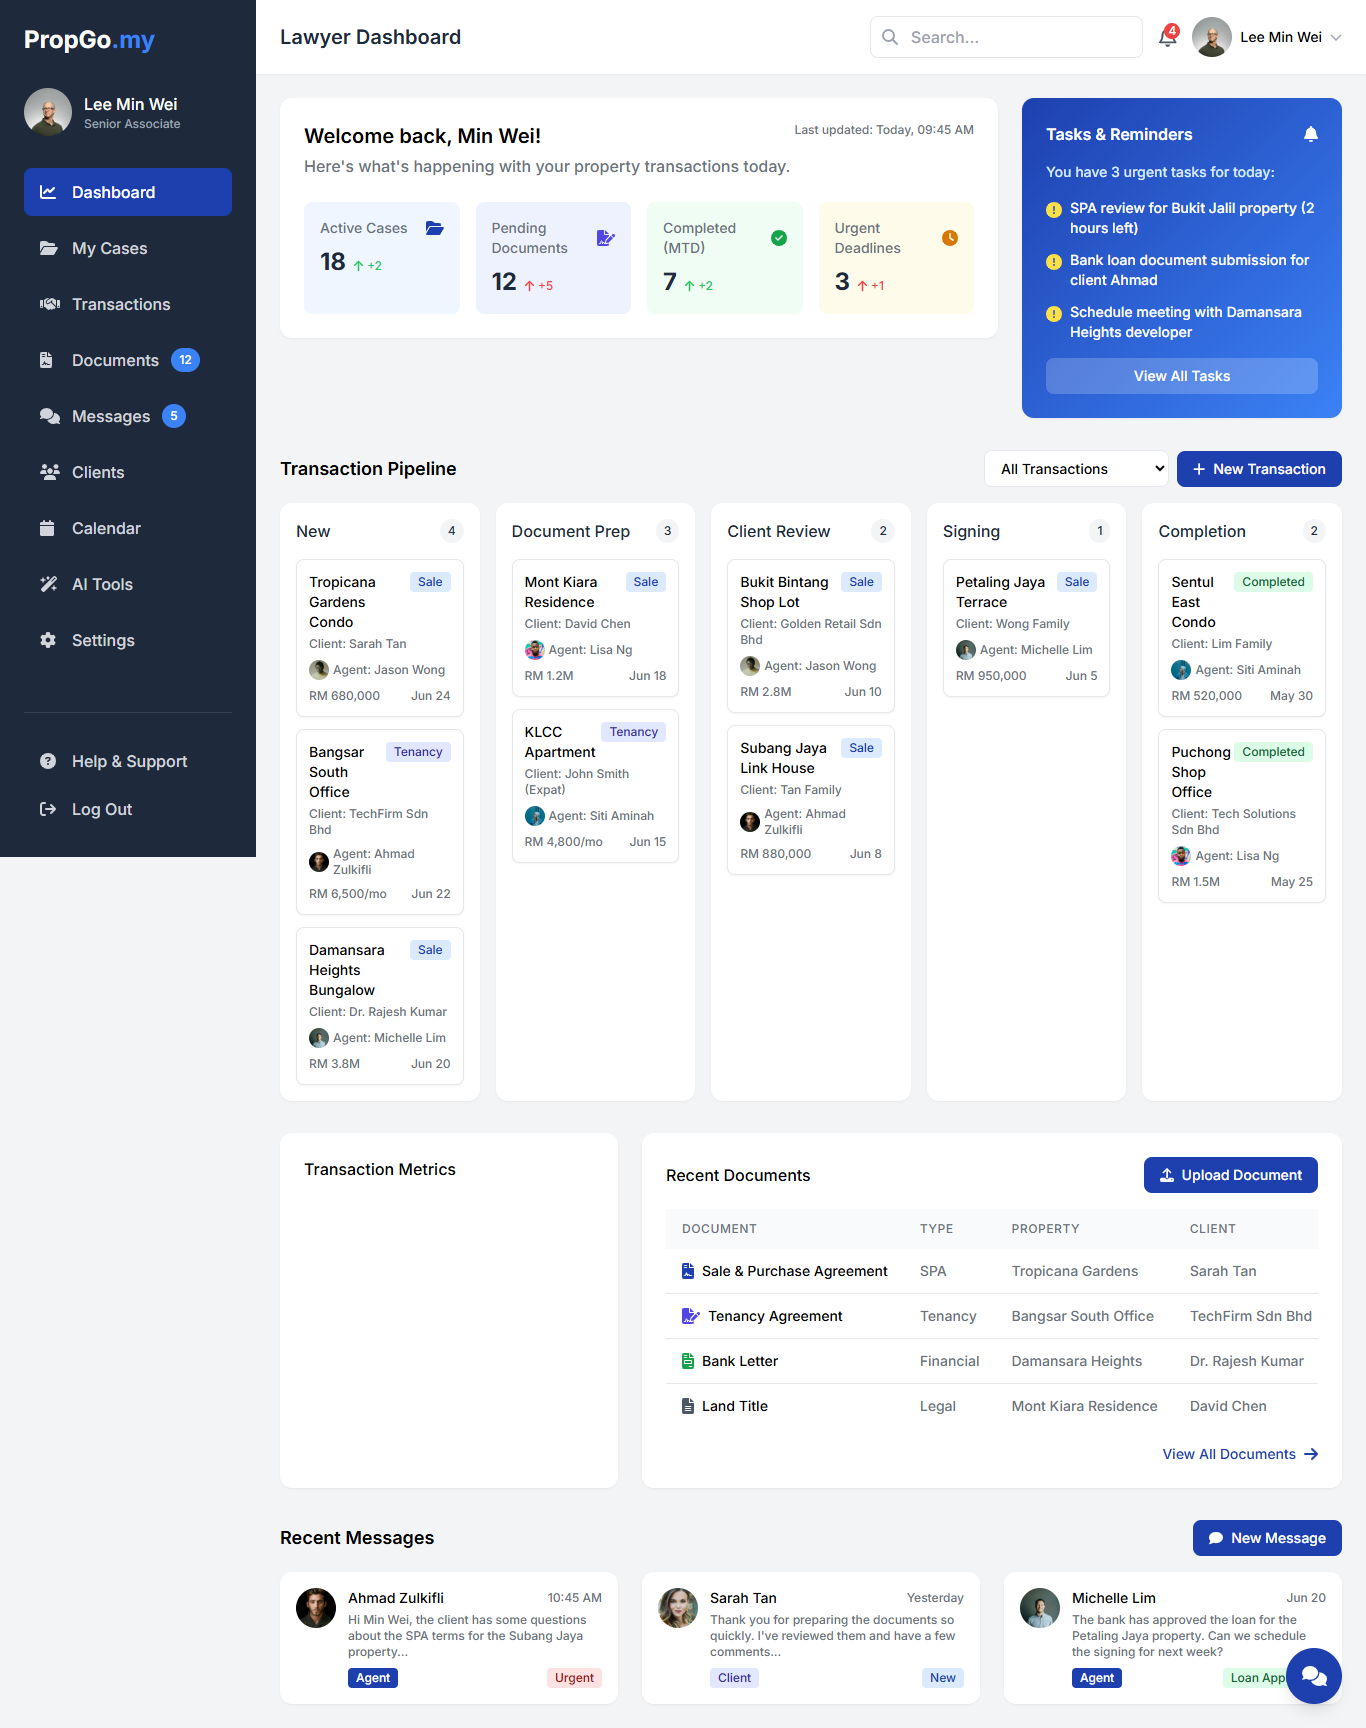 PropGo.my
Lee Min Wei
Senior Associate
Dashboard
My Cases
Transactions
Documents 12
Messages 5
Clients
Calendar
AI Tools
Settings
Help & Support
Log Out
Lawyer Dashboard
Search...
4
Lee Min Wei
Welcome back, Min Wei!
Last updated: Today, 09:45 AM
Here's what's happening with your property transactions today.
Active Cases
18 +2
Pending
Documents
12 +5
Completed
(MTD)
7 +2
Urgent
Deadlines
3 +1
Tasks & Reminders
You have 3 urgent tasks for today:
SPA review for Bukit Jalil property (2
hours left)
Bank loan document submission for
client Ahmad
Schedule meeting with Damansara
Heights developer
View All Tasks
Transaction Pipeline
All Transactions
New Transaction
New 4
Tropicana Sale
Gardens
Condo
Client: Sarah Tan
Agent: Jason Wong
RM 680,000 Jun 24
Bangsar Tenancy
South
Office
Client: TechFirm Sdn
Bhd
Agent: Ahmad
Zulkifli
RM 6,500/mo Jun 22
Damansara Sale
Heights
Bungalow
Client: Dr. Rajesh Kumar
Agent: Michelle Lim
RM 3.8M Jun 20
Document Prep 3
Mont Kiara Sale
Residence
Client: David Chen
Agent: Lisa Ng
RM 1.2M Jun 18
KLCC Tenancy
Apartment
Client: John Smith
(Expat)
Agent: Siti Aminah
RM 4,800/mo Jun 15
Client Review 2
Bukit Bintang Sale
Shop Lot
Client: Golden Retail Sdn
Bhd
Agent: Jason Wong
RM 2.8M Jun 10
Subang Jaya Sale
Link House
Client: Tan Family
Agent: Ahmad
Zulkifli
RM 880,000 Jun 8
Signing 1
Petaling Jaya Sale
Terrace
Client: Wong Family
Agent: Michelle Lim
RM 950,000 Jun 5
Completion 2
Sentul Completed
East
Condo
Client: Lim Family
Agent: Siti Aminah
RM 520,000 May 30
Puchong Completed
Shop
Office
Client: Tech Solutions
Sdn Bhd
Agent: Lisa Ng
RM 1.5M May 25
Transaction Metrics
Recent Documents
Upload Document
DOCUMENT TYPE PROPERTY CLIENT
Sale & Purchase Agreement SPA Tropicana Gardens Sarah Tan
Tenancy Agreement Tenancy Bangsar South Office TechFirm Sdn Bhd
Bank Letter Financial Damansara Heights Dr. Rajesh Kumar
Land Title Legal Mont Kiara Residence David Chen
View All Documents
Recent Messages
New Message
Ahmad Zulkifli 10:45 AM
Hi Min Wei, the client has some questions
about the SPA terms for the Subang Jaya
property...
Agent Urgent
Sarah Tan Yesterday
Thank you for preparing the documents so
quickly. I've reviewed them and have a few
comments...
Client New
Michelle Lim Jun 20
The bank has approved the loan for the
Petaling Jaya property. Can we schedule
the signing for next week?
Agent Loan App